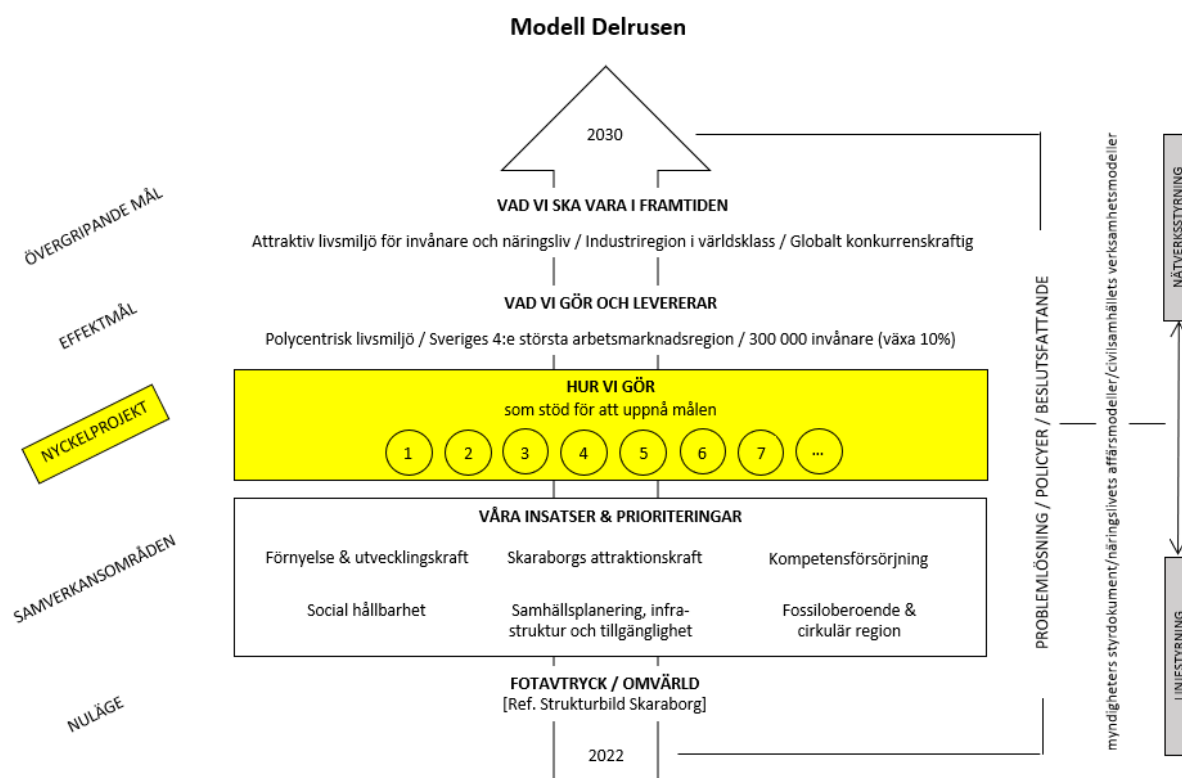 Modell Delrusen
2030
ÖVERGRIPANDE MÅL
VAD VI SKA VARA I FRAMTIDEN
Attraktiv livsmiljö för invånare och näringsliv / Industriregion i världsklass / Globalt konkurrenskraftig
EFFEKTMÅL
VAD VI GÖR OCH LEVERERAR
Polycentrisk livsmiljö / Sveriges 4:e största arbetsmarknadsregion / 300 000 invånare (växa 10%)
NYCKELPROJEKT
HUR VI GÖR
som stöd för att uppnå målen
1 2 3 4 5 6 7 ...
SAMVERKANSOMRÅDEN
VÅRA INSATSER & PRIORITERINGAR
Förnyelse & utvecklingskraft
Skaraborgs attraktionskraft
Kompetensförsörjning
Social hållbarhet
Samhällsplanering, infra-
struktur och tillgänglighet
Fossiloberoende &
cirkulär region
NULÄGE
FOTAVTRYCK / OMVÄRLD
[Ref. Strukturbild Skaraborg]
2022
PROBLEMLÖSNING / POLICYER / BESLUTSFATTANDE
myndigheters styrdokument/näringslivets affärsmodeller/civilsamhällets verksamhetsmodeller
NÄTVERKSSTYRNING
LINJESTYRNING